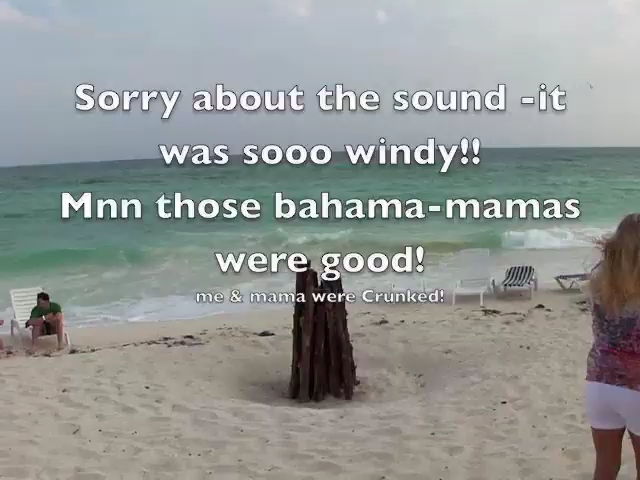 Sorry about the sound -it
was sooo windy!!
Mnn those bahama-mamas
were good!
me & mama were Crunked!